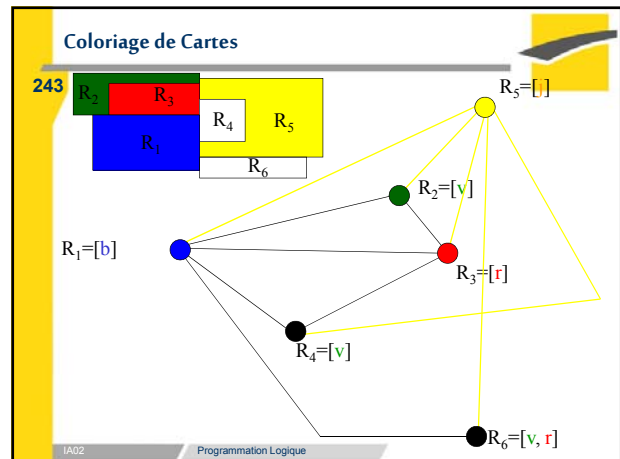 Coloriage de Cartes
243
R2
R3
R4
R5
R1
R6
R5=[j]
R2=[v]
R1=[b]
R3=[r]
R4=[v]
R6=[v, r]
IA02
Programmation Logique